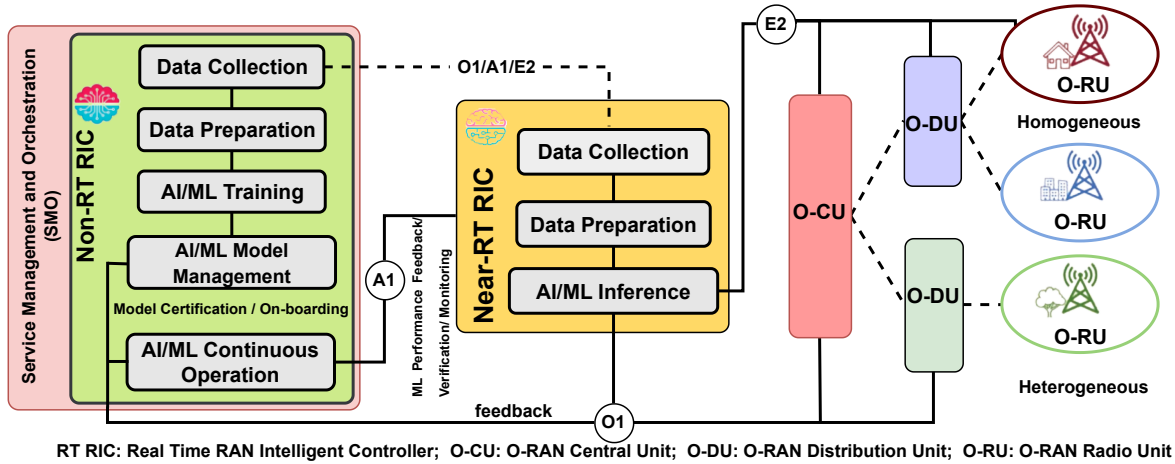 Service Management and Orchestration
(SMO)
Non-RT RIC
Data Collection
Data Preparation
AI/ML Training
AI/ML Model
Management
Model Certification / On-boarding
AI/ML Continuous
Operation
O1/A1/E2
A1
ML Performance Feedback/
Verification/ Monitoring
Near-RT RIC
Data Collection
Data Preparation
AI/ML Inference
E2
O-CU
O-DU
O-DU
O-RU
Homogeneous
O-RU
O-RU
Heterogeneous
feedback
O1
RT RIC: Real Time RAN Intelligent Controller; O-CU: O-RAN Central Unit; O-DU: O-RAN Distribution Unit; O-RU: O-RAN Radio Unit